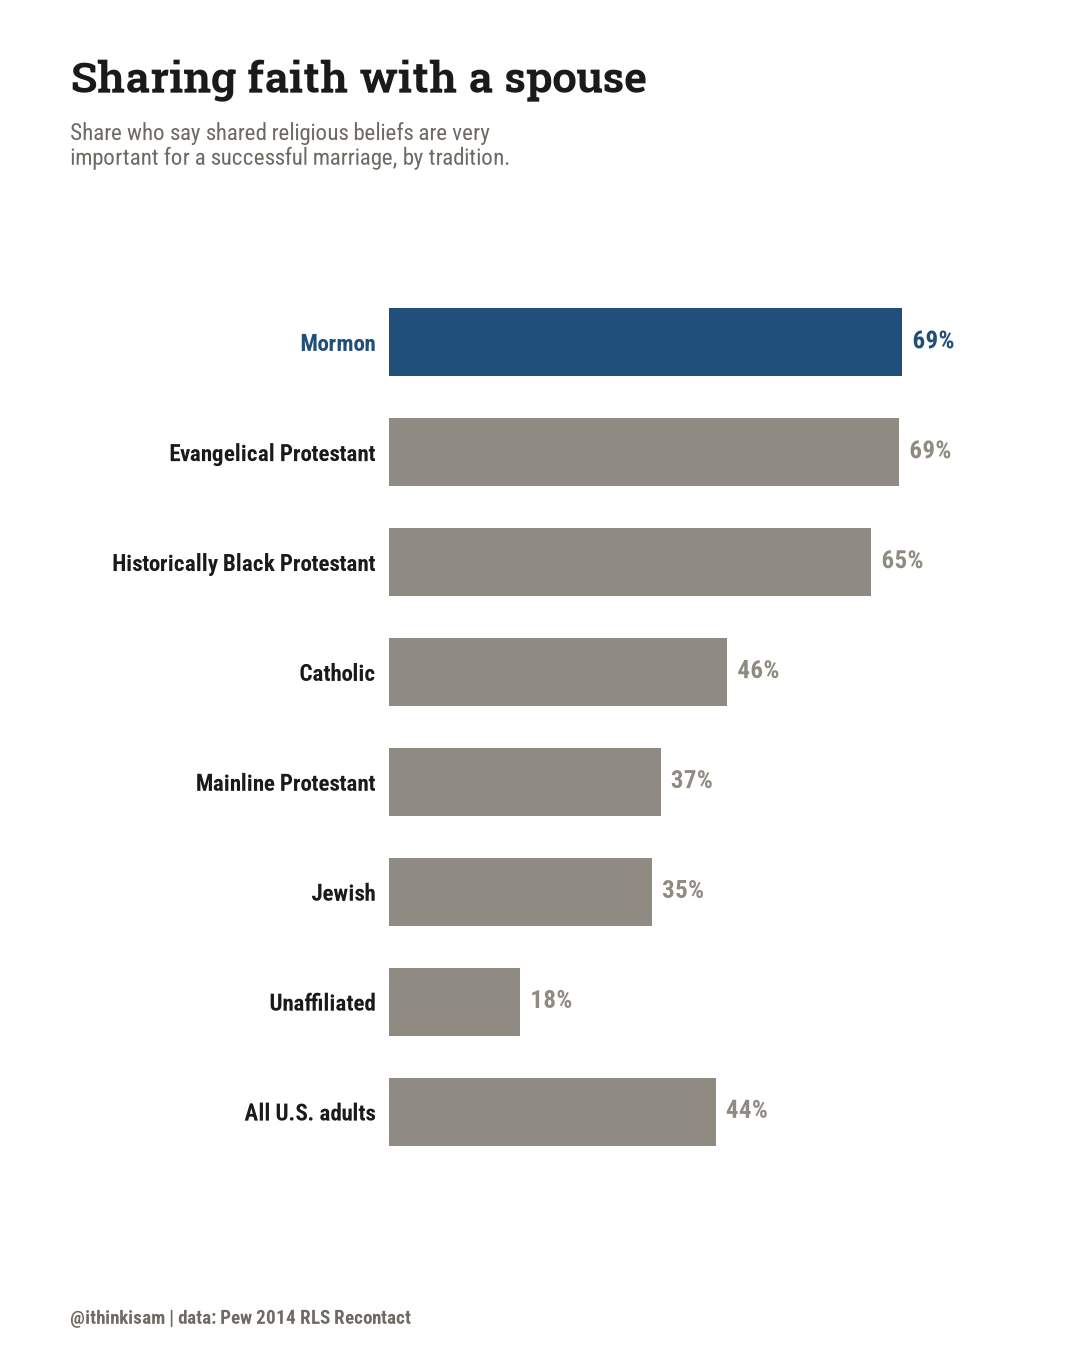 Sharing faith with a spouse
Share who say shared religious beliefs are very
important for a successful marriage, by tradition.
Mormon 69%
Evangelical Protestant 69%
Historically Black Protestant 65%
Catholic 46%
Mainline Protestant 37%
Jewish 35%
Unaffiliated 18%
All U.S. adults 44%
@ithinkisam | data: Pew 2014 RLS Recontact